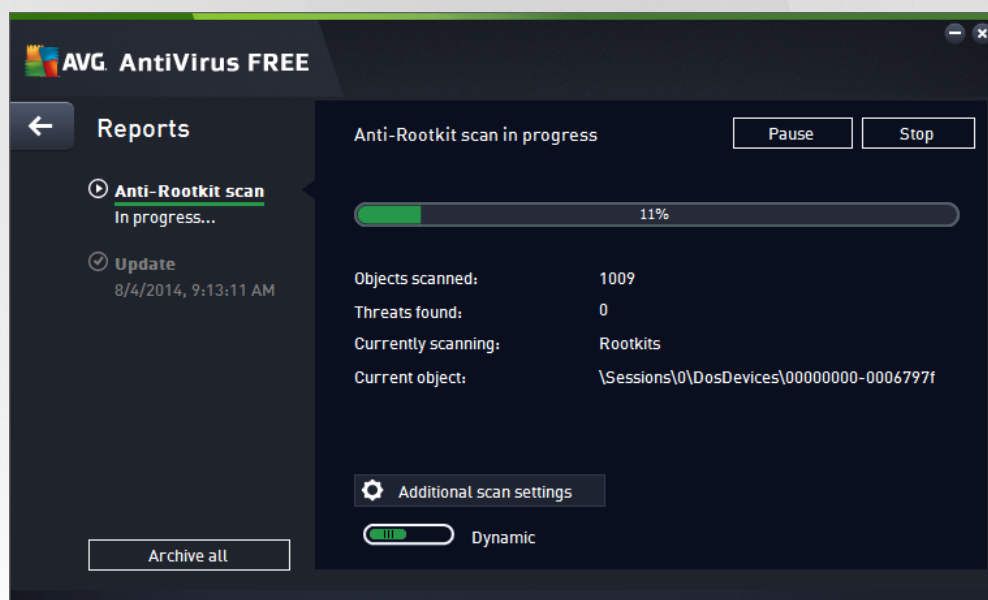 AVG. AntiVirus FREE
Reports
Anti-Rootkit scan
In progress...
Update
8/4/2014, 9:13:11 AM
Archive all
Anti-Rootkit scan in progress
Pause
Stop
11%
Objects scanned: 1009
Threats found: 0
Currently scanning: Rootkits
Current object: \Sessions\0\DosDevices\00000000-0006797f
Additional scan settings
Dynamic